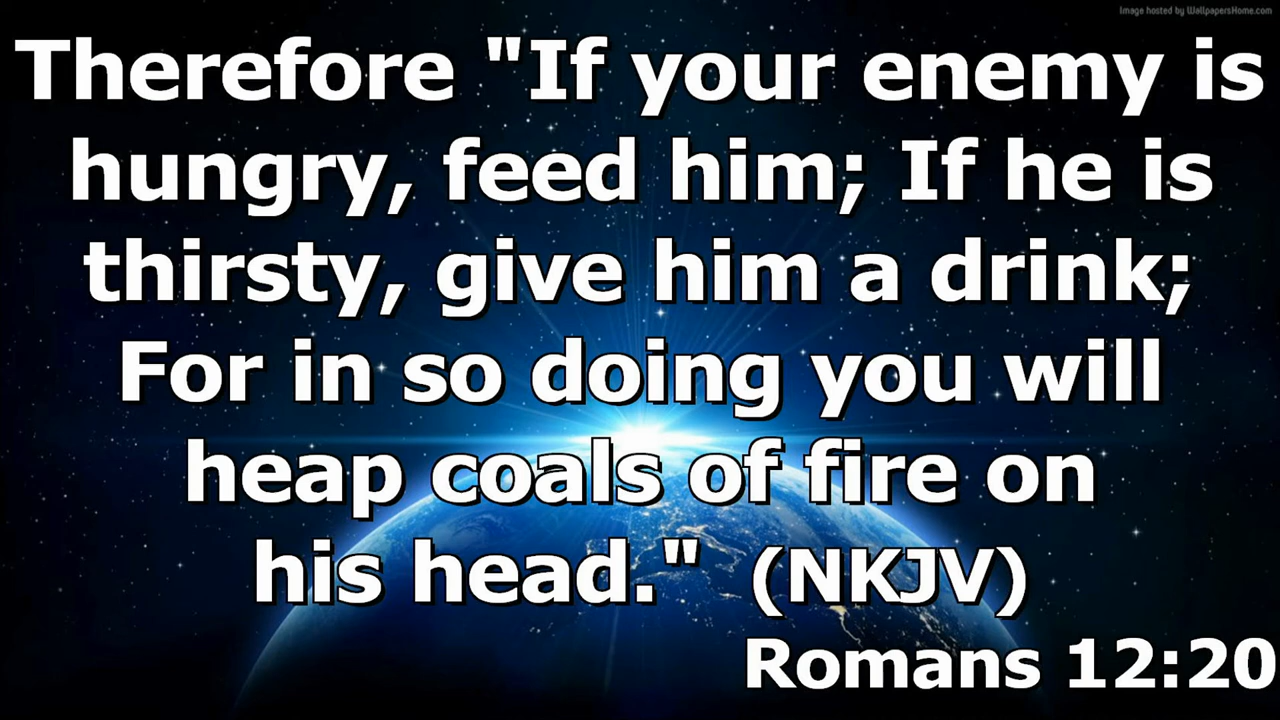 Image hosted by WallpapersHome.com
Therefore "If your enemy is
hungry, feed him; If he is
thirsty, give him a drink;
For in so doing you will
heap coals of fire on
his head." (NKJV)
Romans 12:20